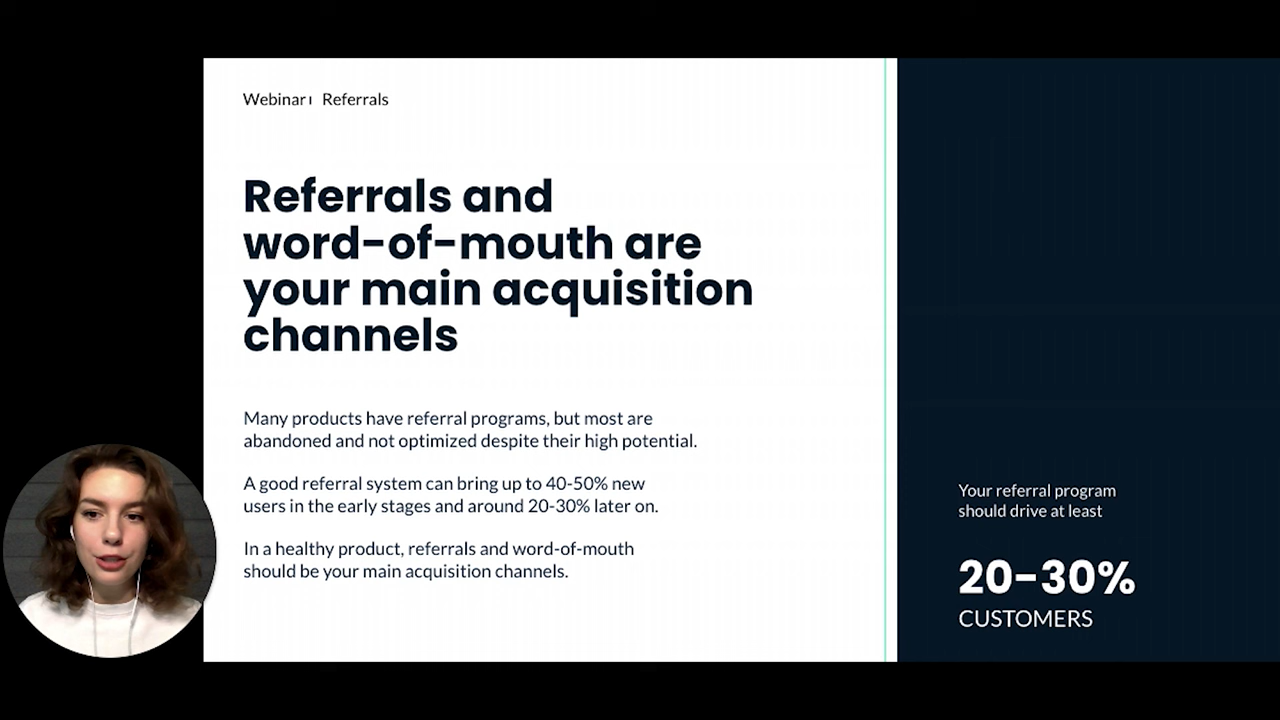 Webinar Referrals
Referrals and
word-of-mouth are
your main acquisition
channels
Many products have referral programs, but most are
abandoned and not optimized despite their high potential.
A good referral system can bring up to 40-50% new
users in the early stages and around 20-30% later on.
In a healthy product, referrals and word-of-mouth
should be your main acquisition channels.
Your referral program
should drive at least
20-30%
CUSTOMERS